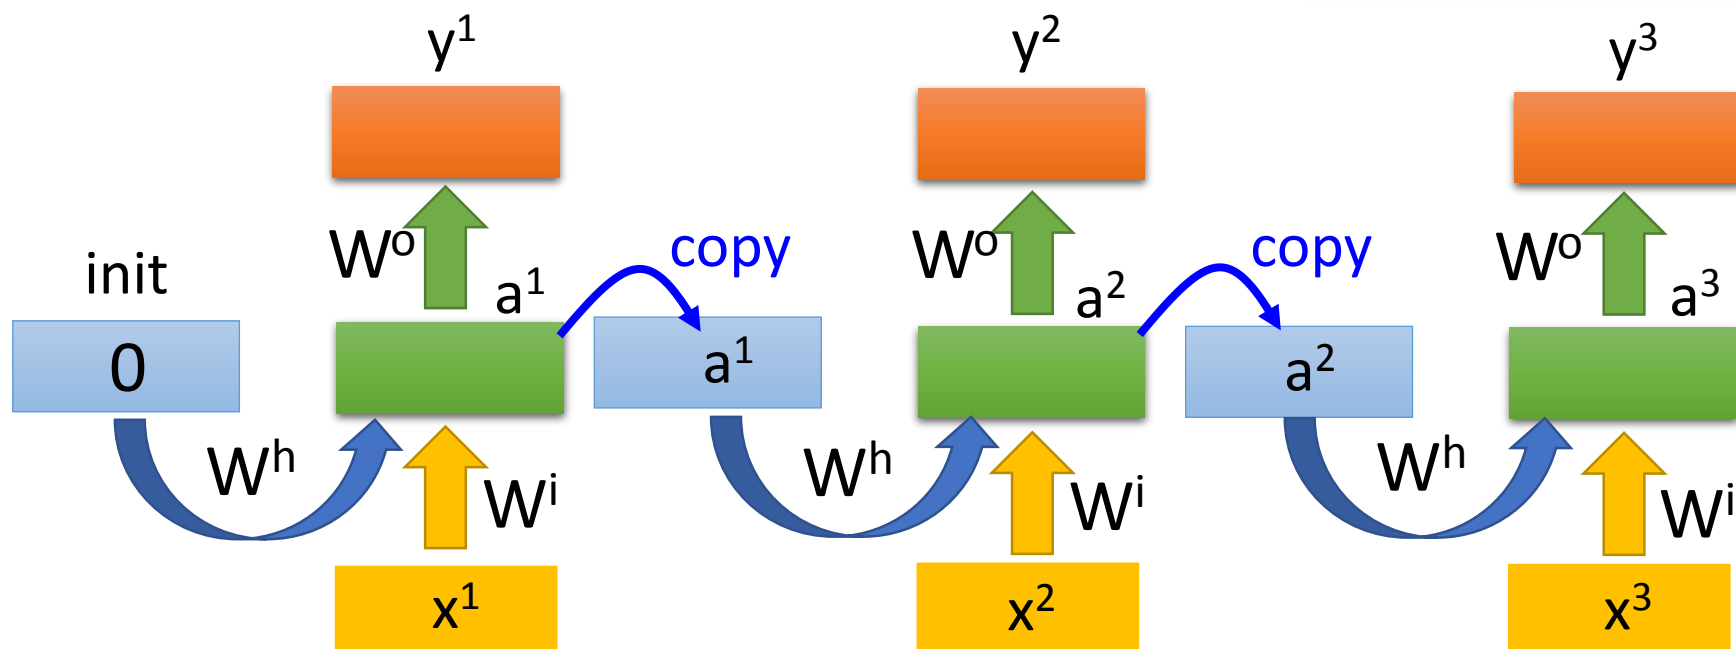 y¹ y² y³
init Wᵒ copy Wᵒ copy Wᵒ
a¹ a² a³
0 a¹ a²
Wʰ Wⁱ Wʰ Wⁱ Wʰ Wⁱ
x¹ x² x³